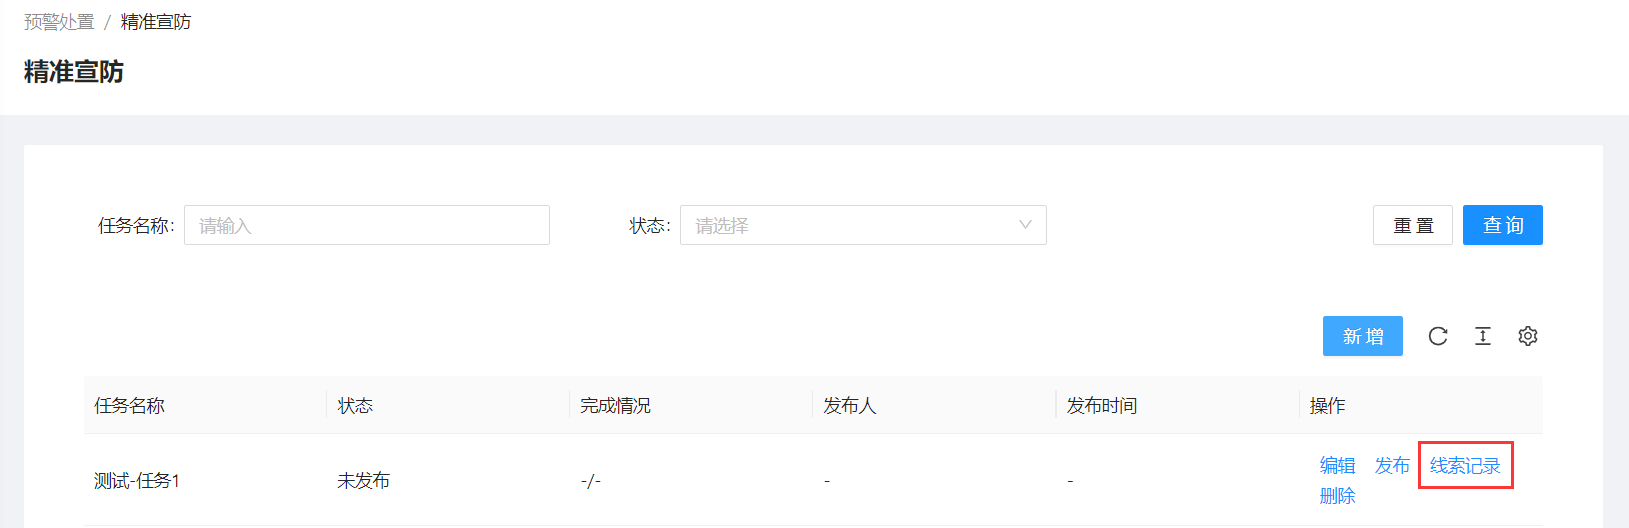 预警处置 / 精准宣防
精准宣防
任务名称: 请输入 状态: 请选择 重置 查询
新增
任务名称 状态 完成情况 发布人 发布时间 操作
测试-任务1 未发布 -/- - - 编辑 发布 线索记录
删除